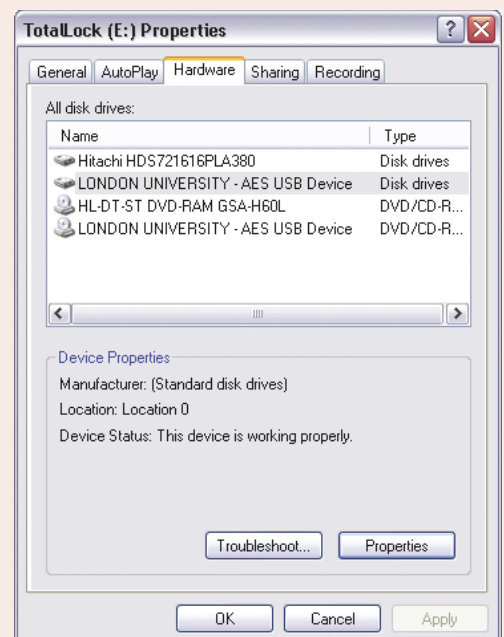 TotalLock (E:) Properties
General AutoPlay Hardware Sharing Recording
All disk drives:
Name Type
Hitachi HDS721616PLA380 Disk drives
LONDON UNIVERSITY - AES USB Device Disk drives
HL-DT-ST DVD-RAM GSA-H60L DVD/CD-R...
LONDON UNIVERSITY - AES USB Device DVD/CD-R...
Device Properties
Manufacturer: (Standard disk drives)
Location: Location 0
Device Status: This device is working properly.
Troubleshoot... Properties
OK Cancel Apply